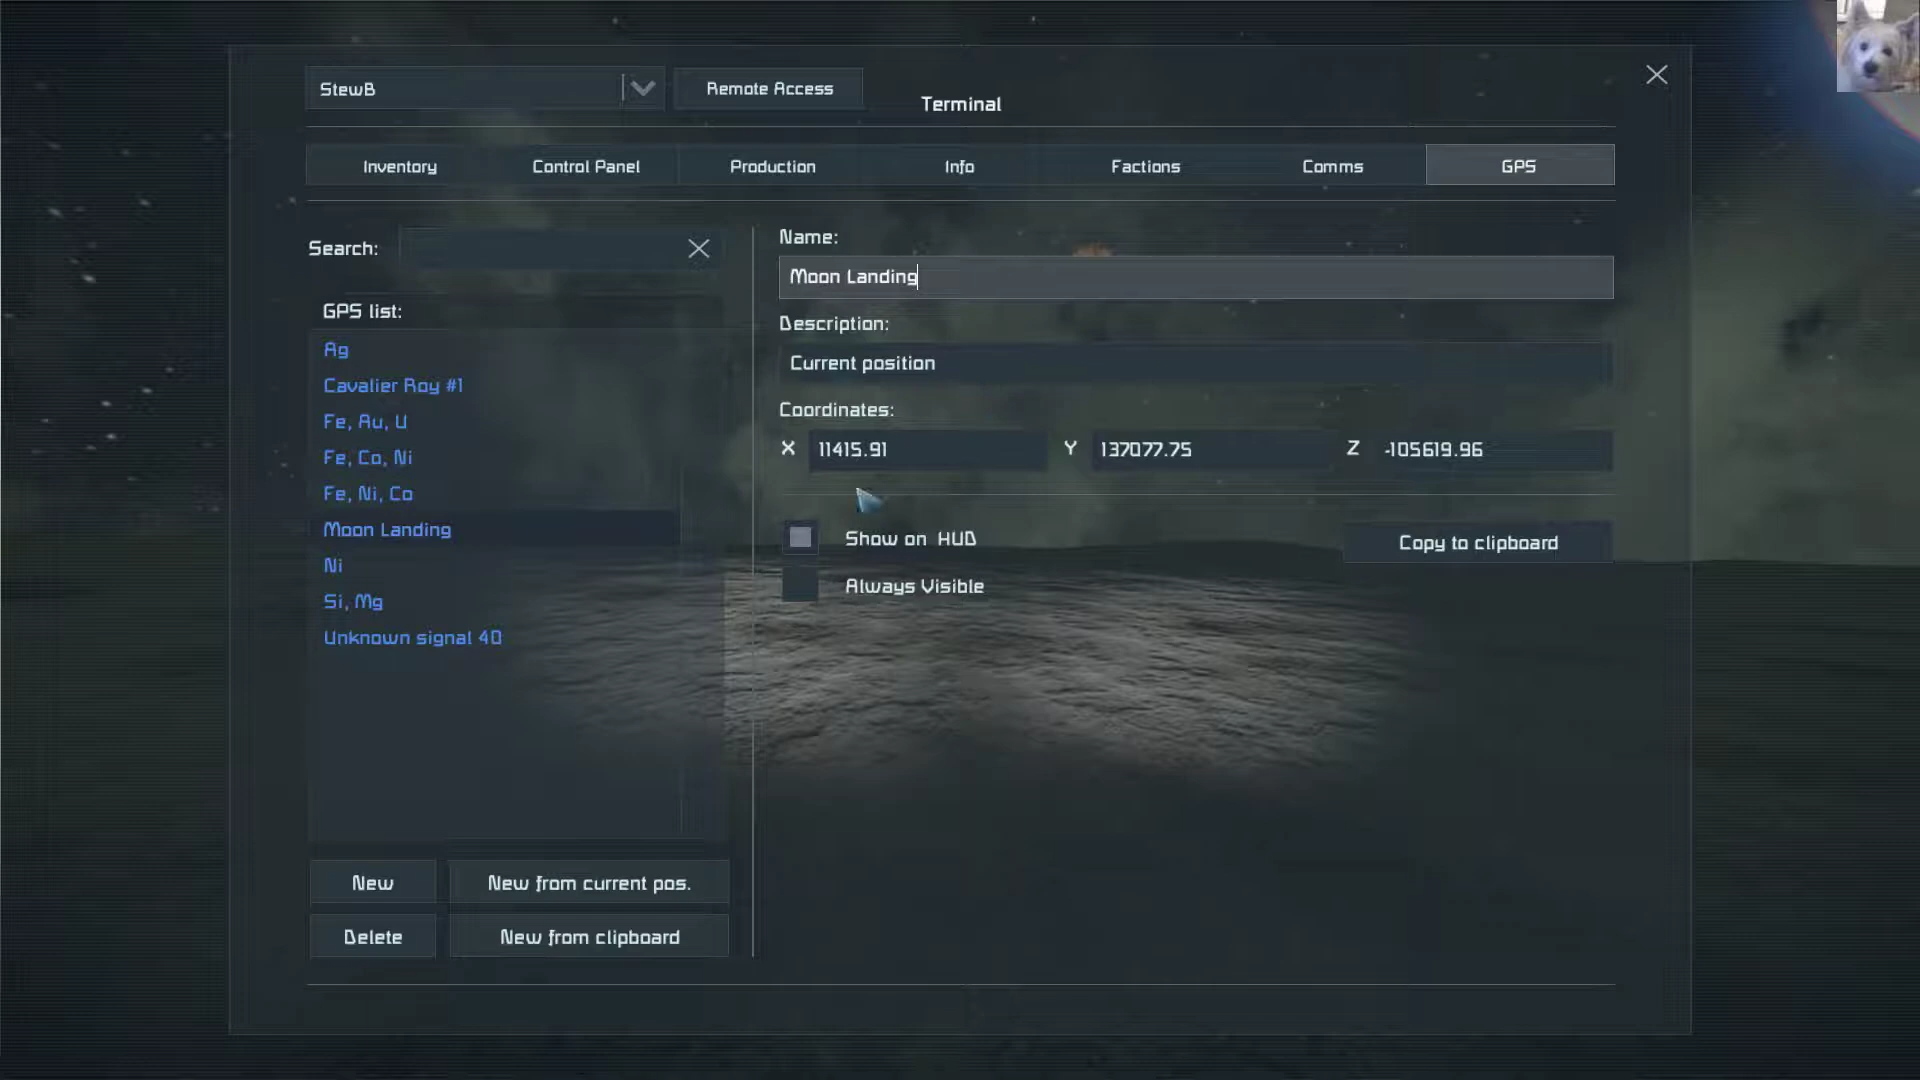 StewB
Remote Access
Terminal
Inventory
Control Panel
Production
Info
Factions
Comms
GPS
Search:
GPS list:
Ag
Cavalier Roy #1
Fe, Au, U
Fe, Co, Ni
Fe, Ni, Co
Moon Landing
Ni
Si, Mg
Unknown signal 40
New
New from current pos.
Delete
New from clipboard
Name:
Moon Landing
Description:
Current position
Coordinates:
X 11415.91 Y 137077.75 Z -105619.96
Show on HUD
Copy to clipboard
Always Visible